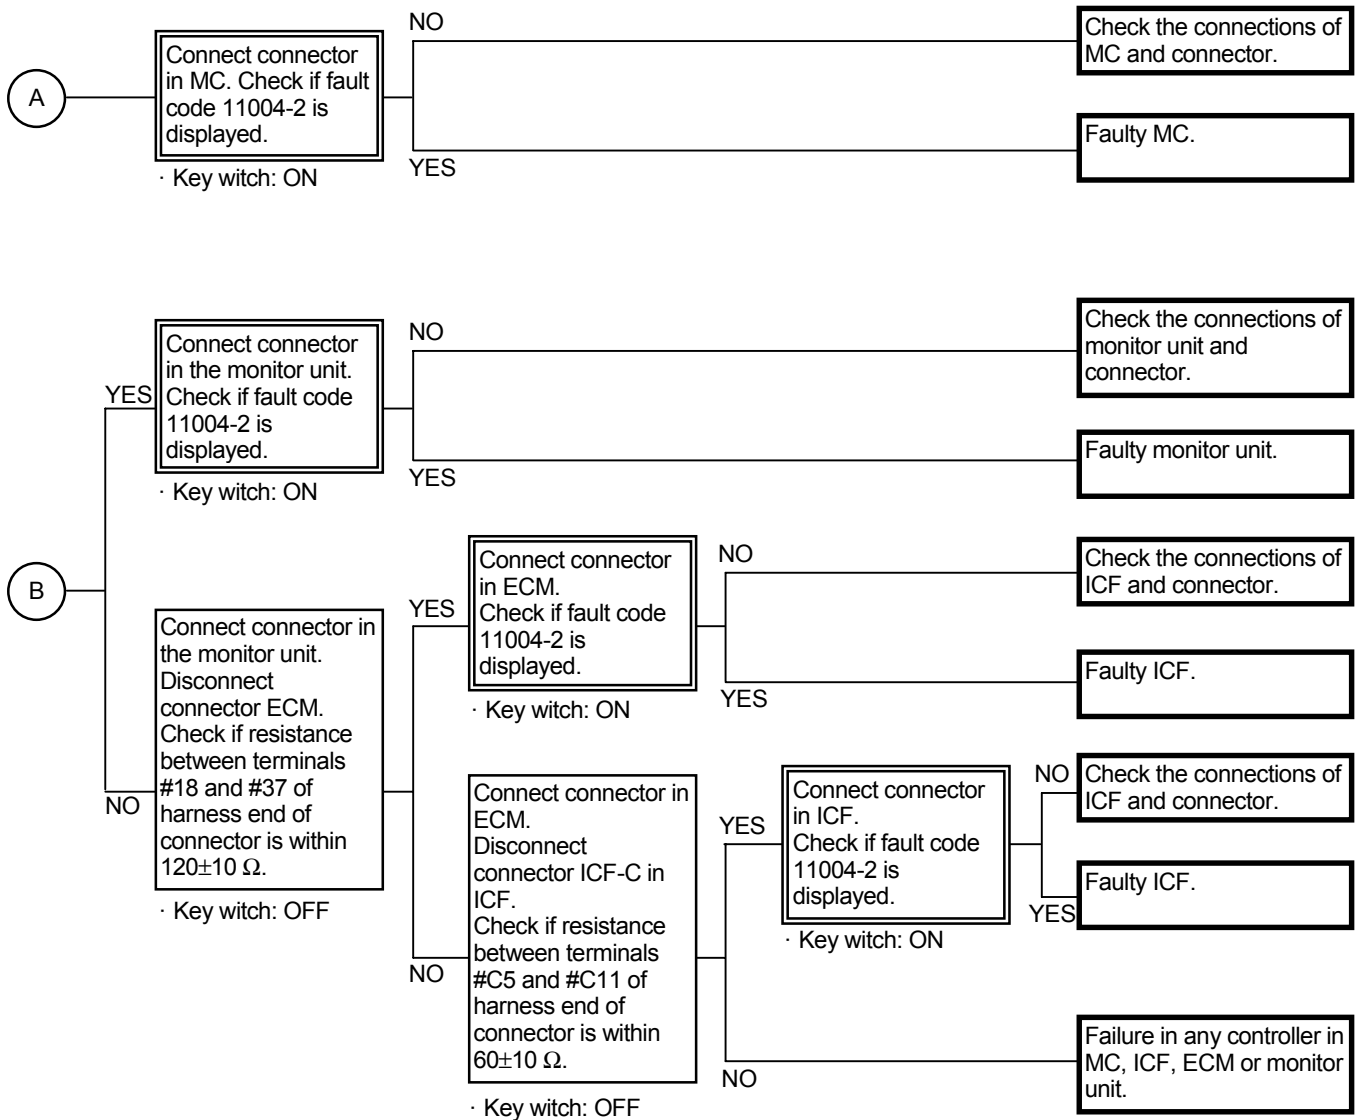 A
Connect connector
in MC. Check if fault
code 11004-2 is
displayed.
· Key witch: ON
NO
YES
Check the connections of
MC and connector.
Faulty MC.
B
YES
Connect connector
in the monitor unit.
Check if fault code
11004-2 is
displayed.
· Key witch: ON
NO
YES
Check the connections of
monitor unit and
connector.
Faulty monitor unit.
NO
Connect connector in
the monitor unit.
Disconnect
connector ECM.
Check if resistance
between terminals
#18 and #37 of
harness end of
connector is within
120±10 Ω.
· Key witch: OFF
YES
Connect connector
in ECM.
Check if fault code
11004-2 is
displayed.
· Key witch: ON
NO
YES
Check the connections of
ICF and connector.
Faulty ICF.
NO
Connect connector in
ECM.
Disconnect
connector ICF-C in
ICF.
Check if resistance
between terminals
#C5 and #C11 of
harness end of
connector is within
60±10 Ω.
· Key witch: OFF
YES
Connect connector
in ICF.
Check if fault code
11004-2 is
displayed.
· Key witch: ON
NO
YES
Check the connections of
ICF and connector.
Faulty ICF.
NO
Failure in any controller in
MC, ICF, ECM or monitor
unit.